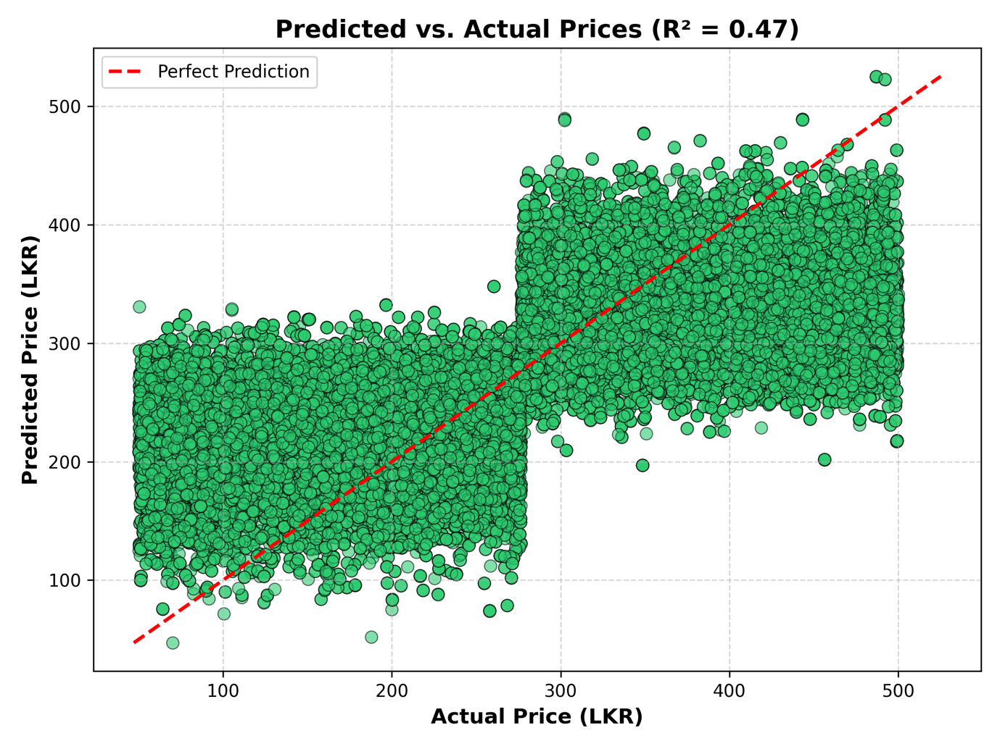 Predicted vs. Actual Prices (R² = 0.47)
Perfect Prediction
Predicted Price (LKR)
500
400
300
200
100
100 200 300 400 500
Actual Price (LKR)